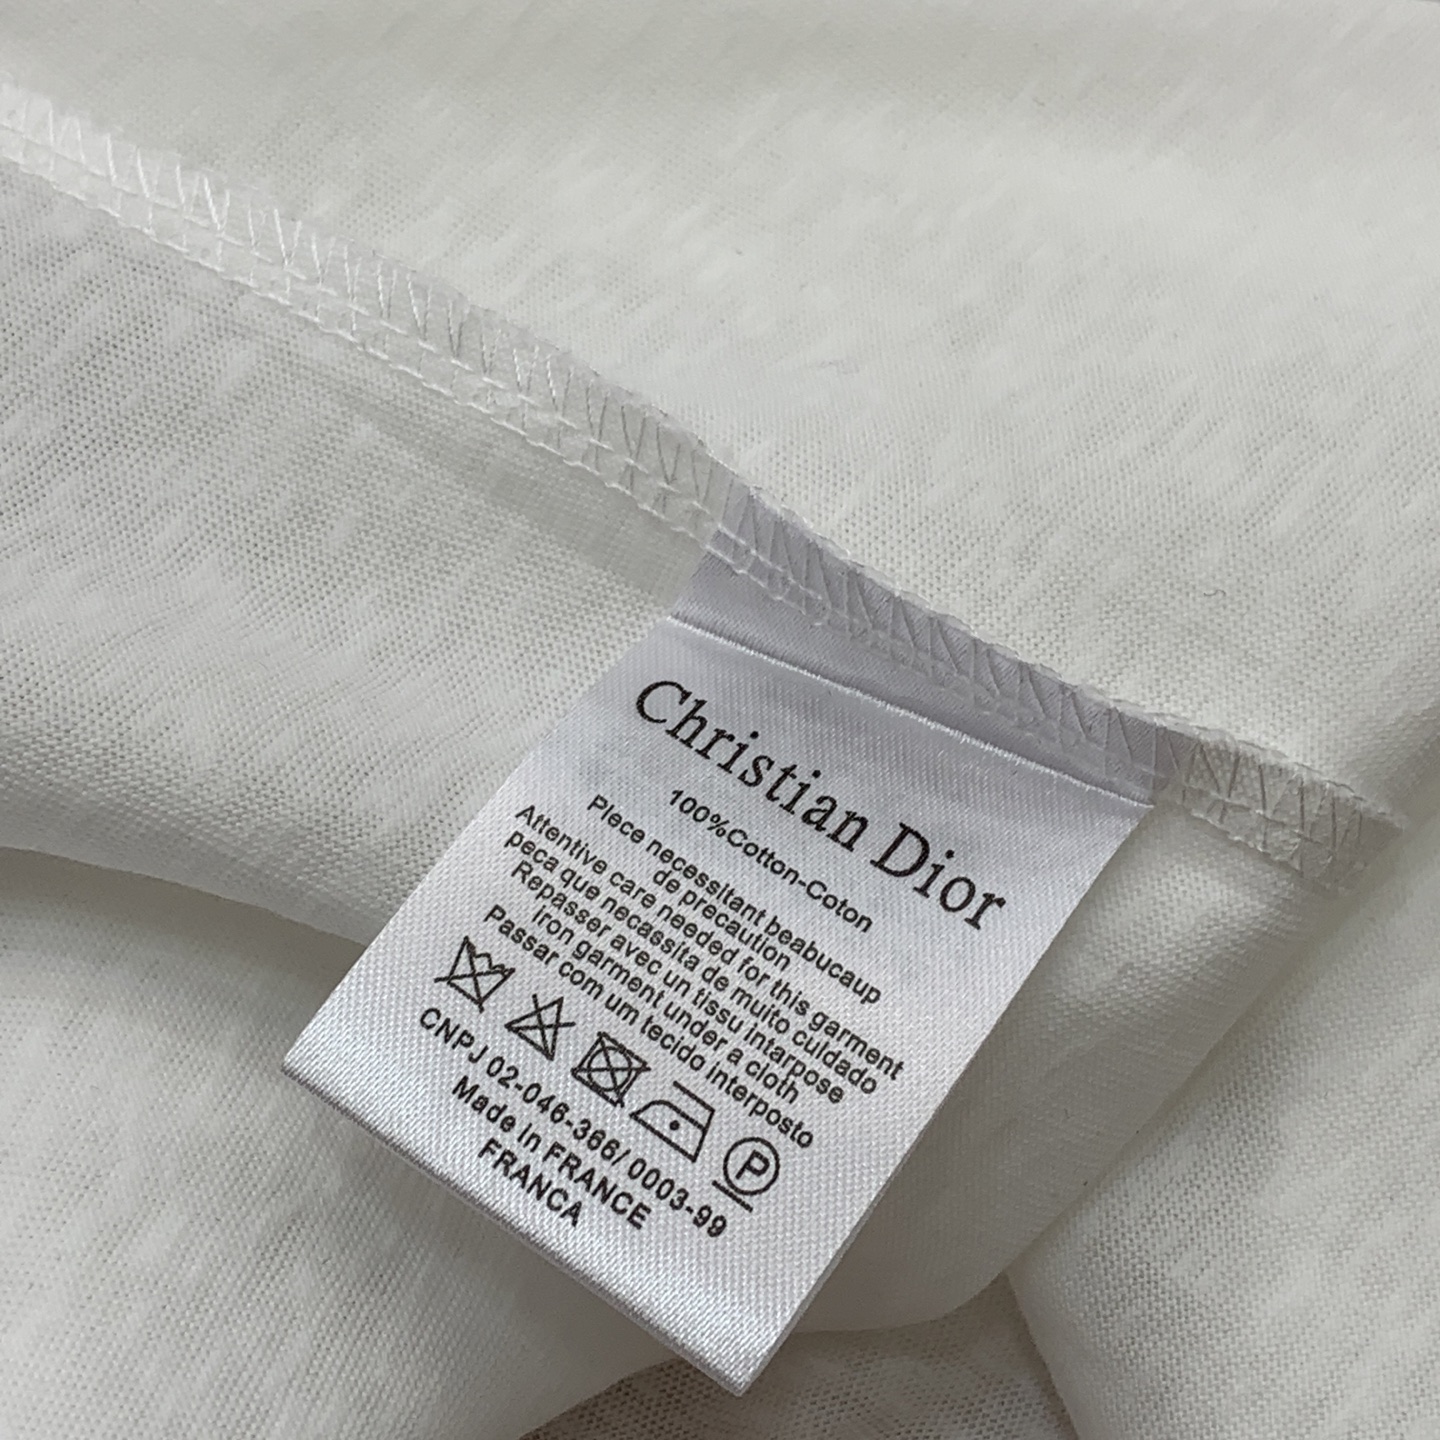 Christian Dior
100%Cotton-Coton
Piece necessitant beabucaup
de precaution
Attentive care needed for this garment
peca que necassita de muito culdado
Repasser avec un tissu intarpose
iron garment under a cloth
Passar com um tecido interposto
P
CNPJ 02-046-366/0003-99
Made in FRANCE
FRANCA